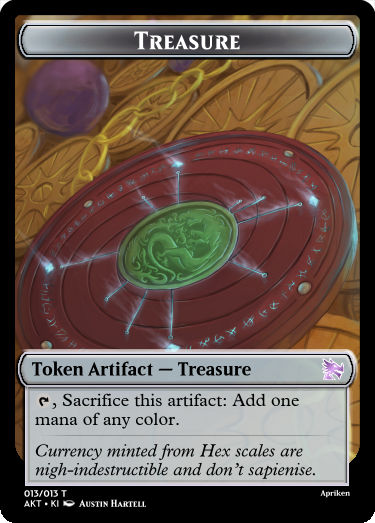 Treasure
Token Artifact — Treasure
, Sacrifice this artifact: Add one
mana of any color.
Currency minted from Hex scales are
nigh-indestructible and don't sapienise.
013/013 T
Apriken
AKT • KI Austin Hartell